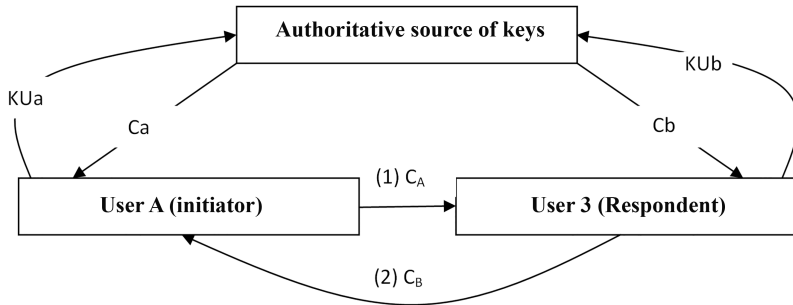 Authoritative source of keys
KUa
KUb
Ca
Cb
(1) CA
User A (initiator)
User 3 (Respondent)
(2) CB